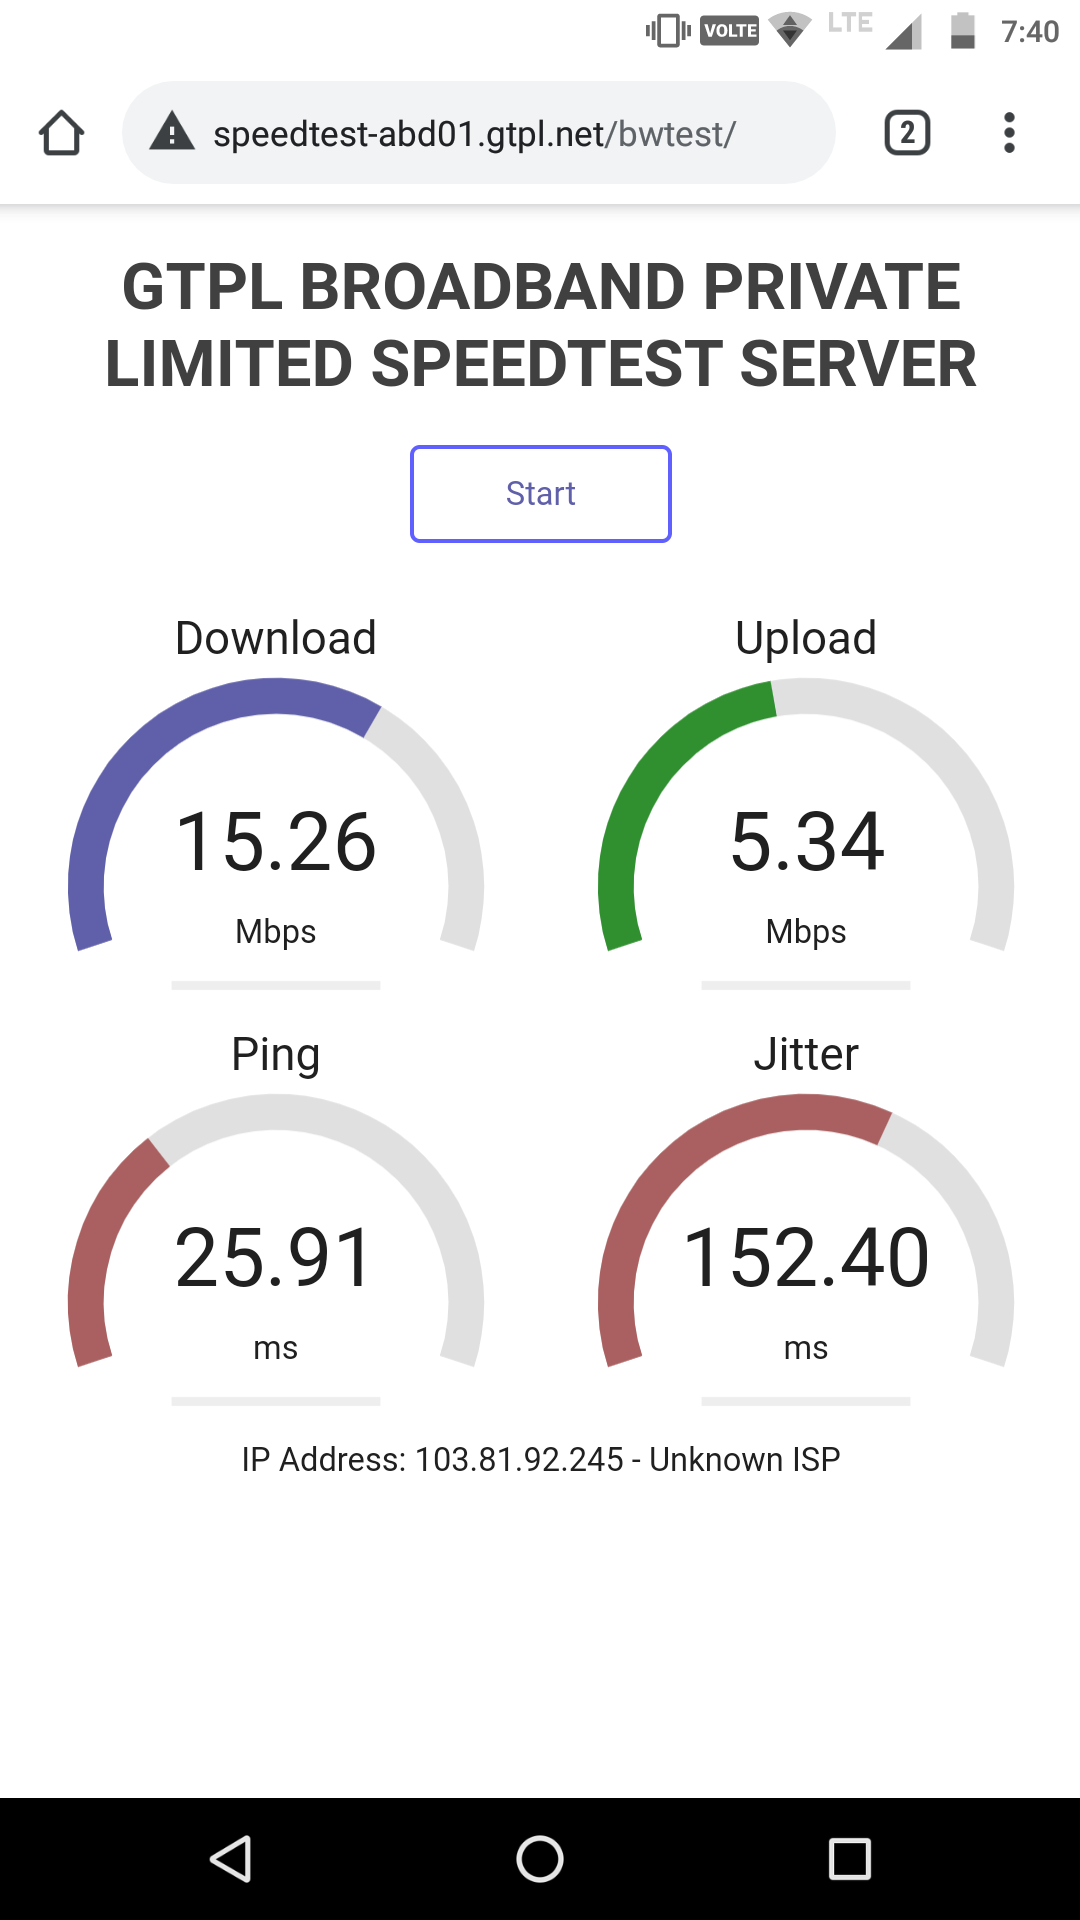 VOLTE LTE 7:40
speedtest-abd01.gtpl.net/bwtest/ 2
GTPL BROADBAND PRIVATE
LIMITED SPEEDTEST SERVER
Start
Download Upload
15.26 5.34
Mbps Mbps
Ping Jitter
25.91 152.40
ms ms
IP Address: 103.81.92.245 - Unknown ISP